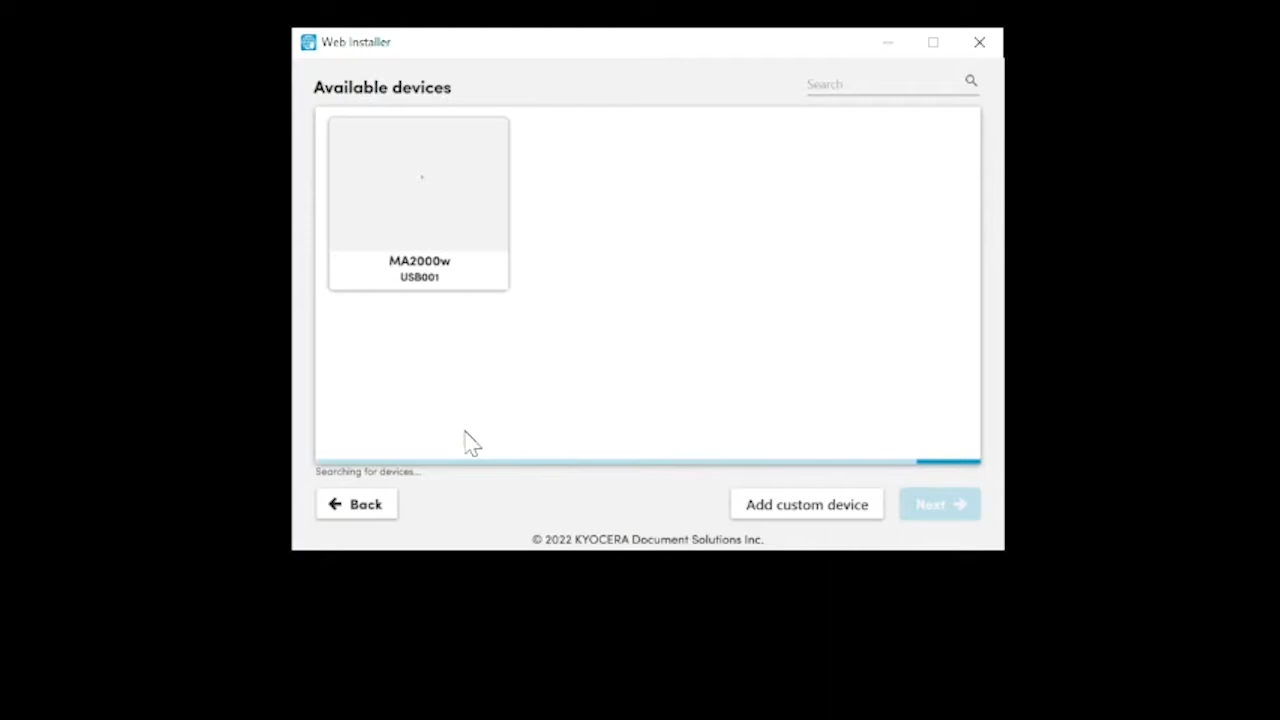 Web Installer
Available devices
Search
MA2000w
USB001
Searching for devices...
Back
Add custom device
Next
© 2022 KYOCERA Document Solutions Inc.